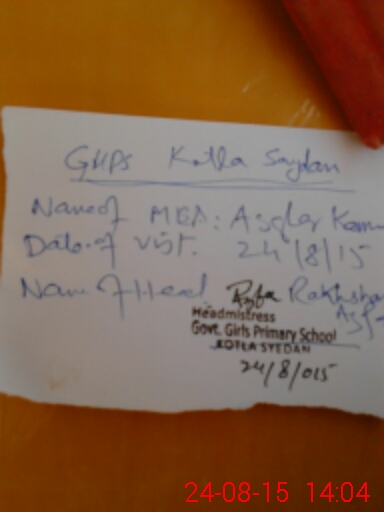 GGPS Kotla Saydan
Name of MEA: Asghar Kam
Date of Visit. 24/8/15
Name of Head Rakhsha
Headmistress
Govt. Girls Primary School
KOTLA SYEDAN
24/8/015
24-08-15 14:04